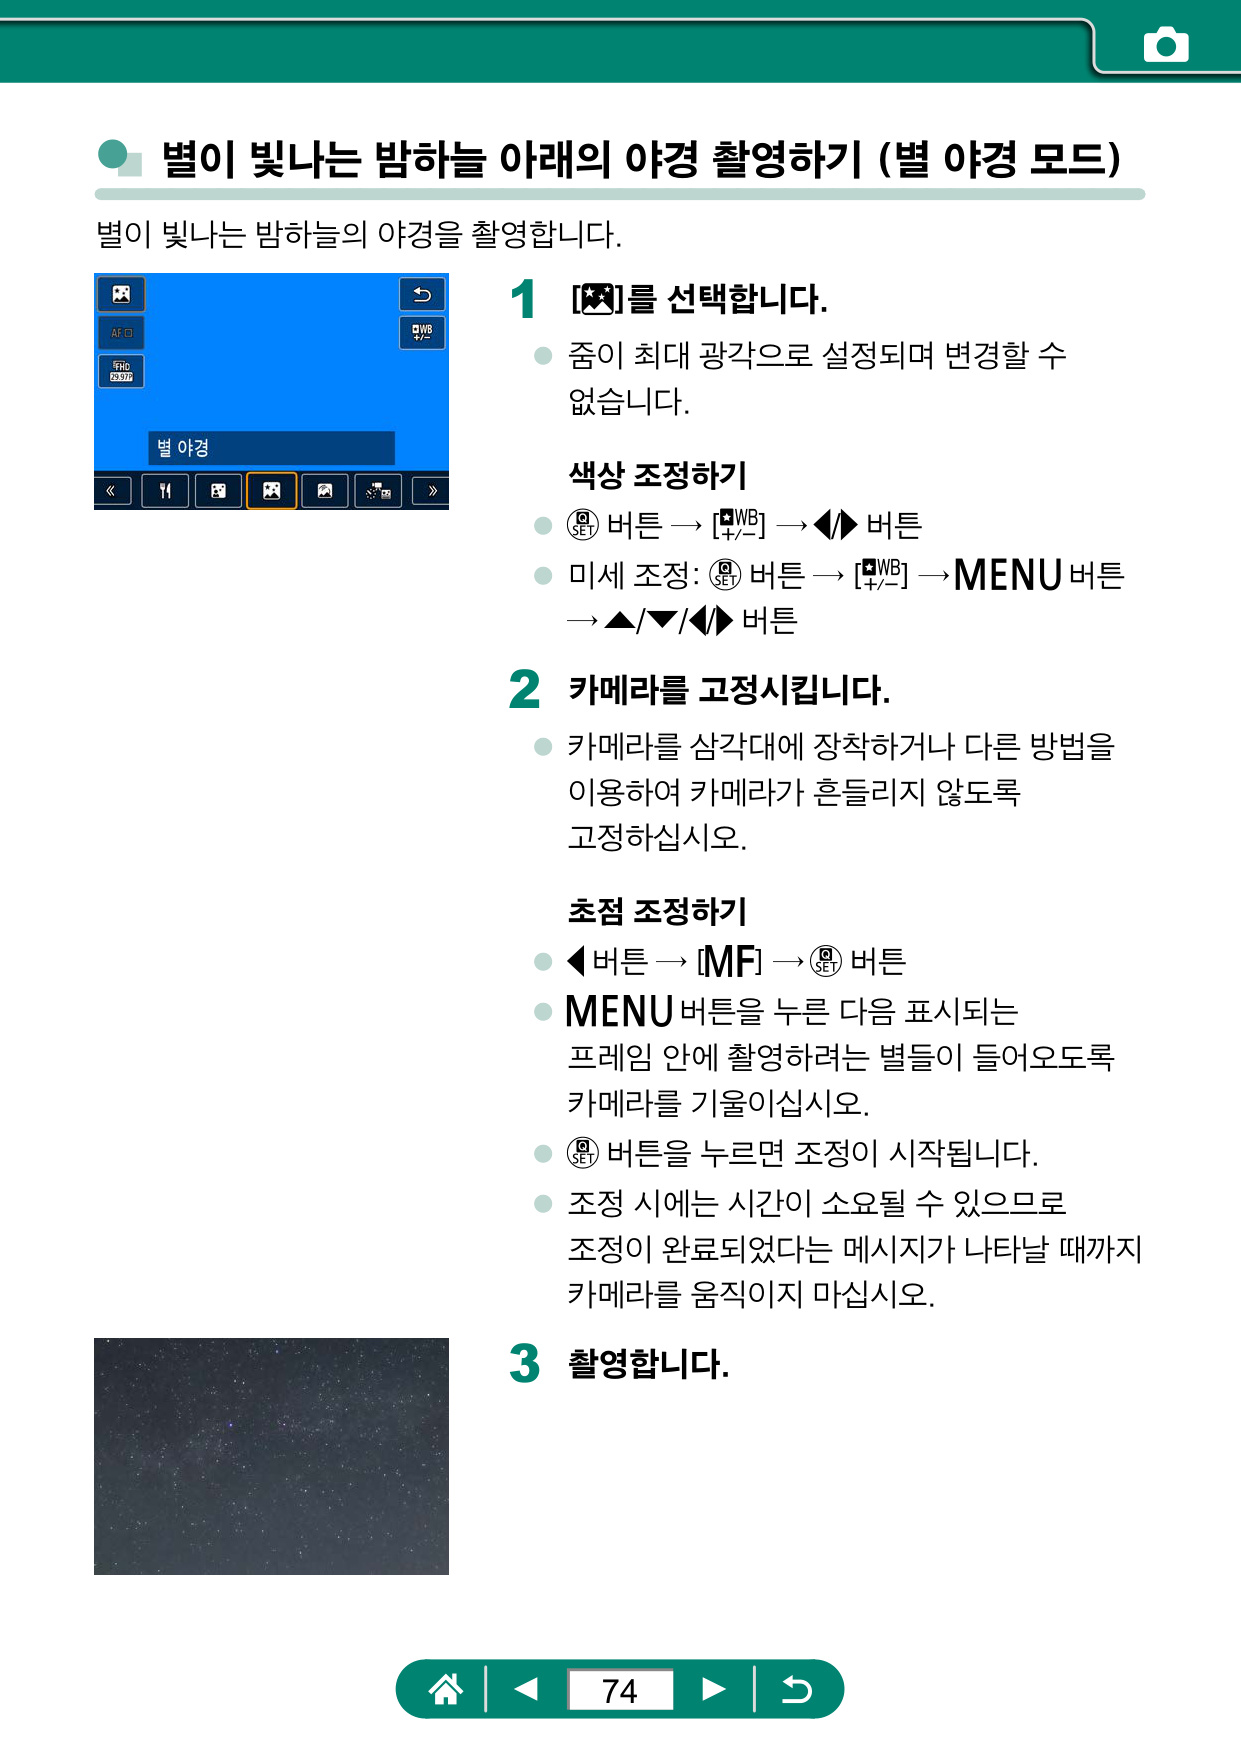 별이 빛나는 밤하늘 아래의 야경 촬영하기 (별 야경 모드)
별이 빛나는 밤하늘의 야경을 촬영합니다.
AF
FHD
29.97P
WB
+/−
별 야경
1 []를 선택합니다.
줌이 최대 광각으로 설정되며 변경할 수
없습니다.
색상 조정하기
Q SET 버튼 → [WB +/−] → ◀/▶ 버튼
미세 조정: Q SET 버튼 → [WB +/−] → MENU 버튼
→ ▲/▼/◀/▶ 버튼
2 카메라를 고정시킵니다.
카메라를 삼각대에 장착하거나 다른 방법을
이용하여 카메라가 흔들리지 않도록
고정하십시오.
초점 조정하기
◀ 버튼 → [MF] → Q SET 버튼
MENU 버튼을 누른 다음 표시되는
프레임 안에 촬영하려는 별들이 들어오도록
카메라를 기울이십시오.
Q SET 버튼을 누르면 조정이 시작됩니다.
조정 시에는 시간이 소요될 수 있으므로
조정이 완료되었다는 메시지가 나타날 때까지
카메라를 움직이지 마십시오.
3 촬영합니다.
74